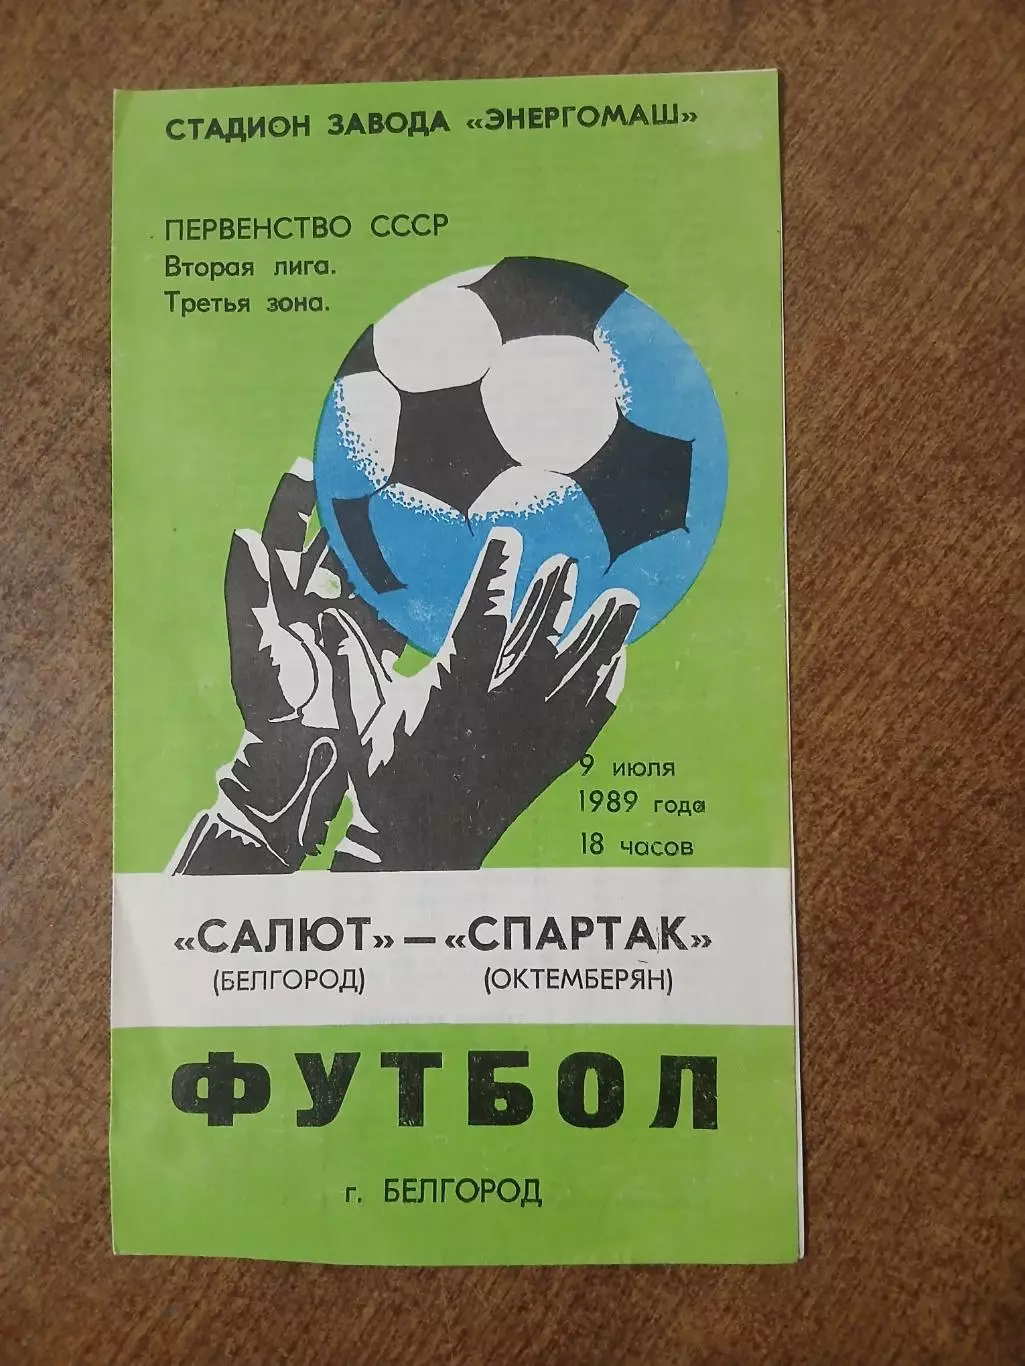 СТАДИОН ЗАВОДА «ЭНЕРГОМАШ»
ПЕРВЕНСТВО СССР
Вторая лига.
Третья зона.
9 июля
1989 года
18 часов
«САЛЮТ» — «СПАРТАК»
(БЕЛГОРОД) (ОКТЕМБЕРЯН)
ФУТБОЛ
г. БЕЛГОРОД